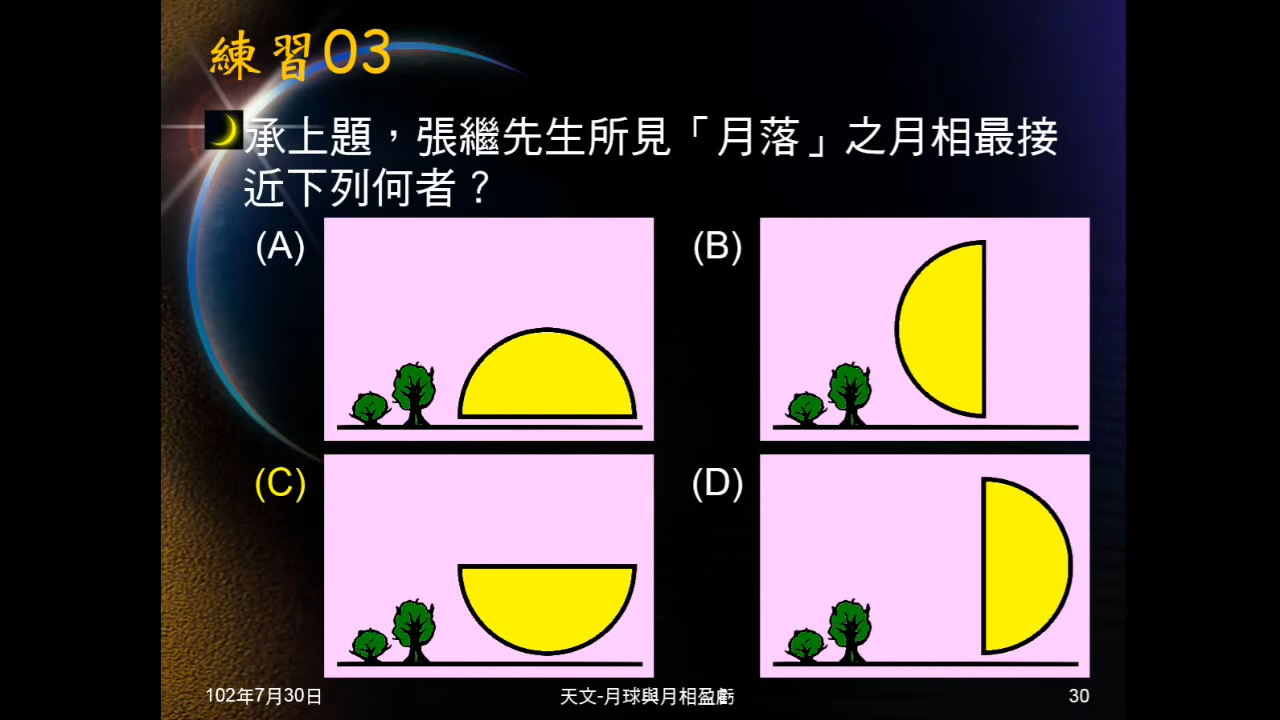 練習03
承上題，張繼先生所見「月落」之月相最接
近下列何者？
(A)
(B)
(C)
(D)
102年7月30日
天文-月球與月相盈虧
30